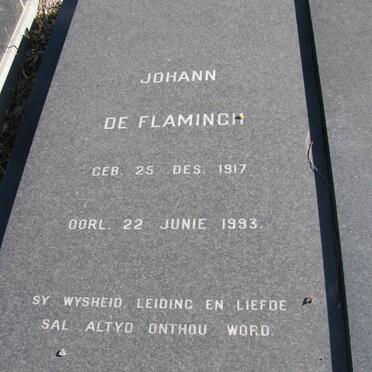 JOHANN
DE FLAMINGH
GEB. 25 DES. 1917
OORL. 22 JUNIE 1993.
SY WYSHEID, LEIDING EN LIEFDE
SAL ALTYD ONTHOU WORD.